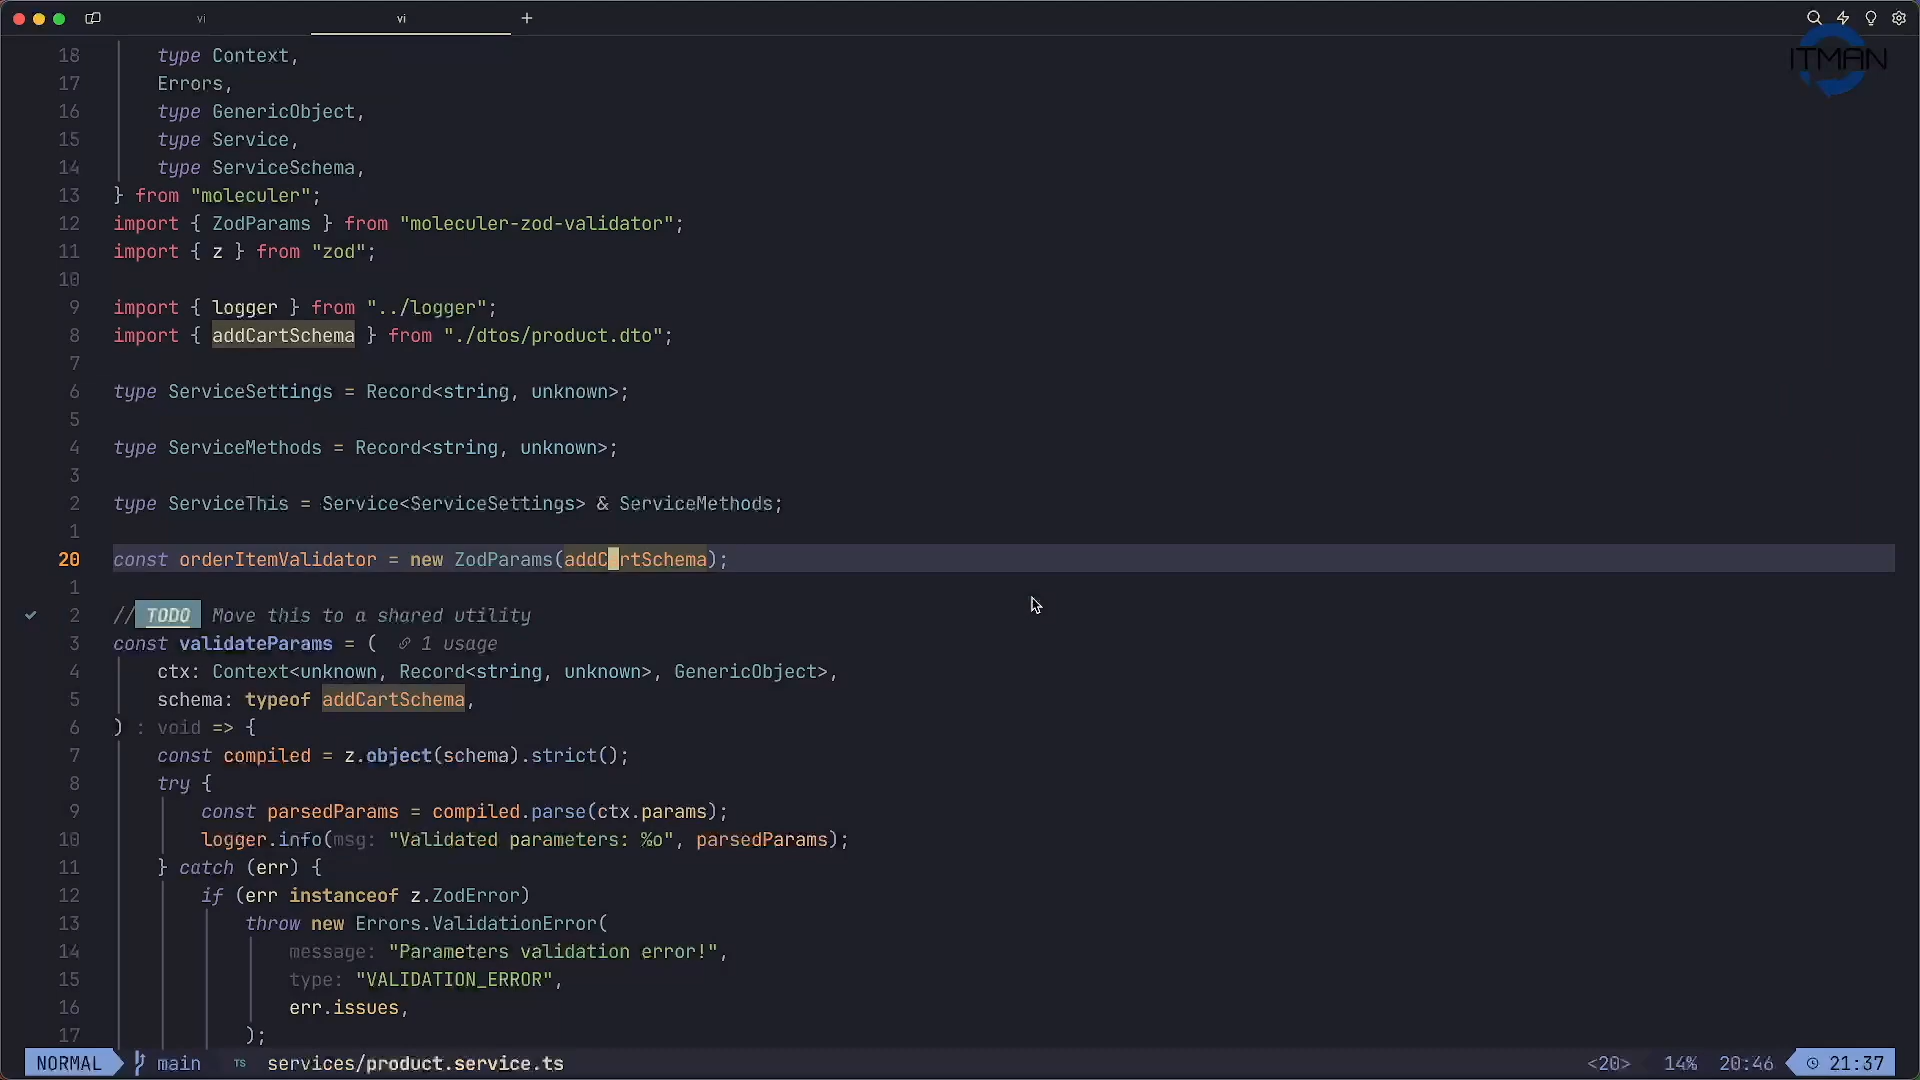 vi
vi
+
ITMAN
18 type Context,
17 Errors,
16 type GenericObject,
15 type Service,
14 type ServiceSchema,
13 } from "moleculer";
12 import { ZodParams } from "moleculer-zod-validator";
11 import { z } from "zod";
10
9 import { logger } from "../logger";
8 import { addCartSchema } from "./dtos/product.dto";
7
6 type ServiceSettings = Record<string, unknown>;
5
4 type ServiceMethods = Record<string, unknown>;
3
2 type ServiceThis = Service<ServiceSettings> & ServiceMethods;
1
20 const orderItemValidator = new ZodParams(addCartSchema);
1
2 // TODO Move this to a shared utility
3 const validateParams = ( 1 usage
4 ctx: Context<unknown, Record<string, unknown>, GenericObject>,
5 schema: typeof addCartSchema,
6 ) : void => {
7 const compiled = z.object(schema).strict();
8 try {
9 const parsedParams = compiled.parse(ctx.params);
10 logger.info(msg: "Validated parameters: %o", parsedParams);
11 } catch (err) {
12 if (err instanceof z.ZodError)
13 throw new Errors.ValidationError(
14 message: "Parameters validation error!",
15 type: "VALIDATION_ERROR",
16 err.issues,
17 );
NORMAL main TS services/product.service.ts <20> 14% 20:46 21:37